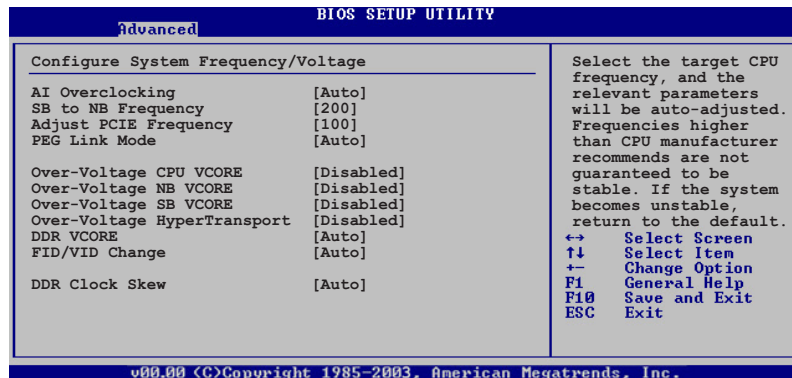 BIOS SETUP UTILITY
Advanced
Configure System Frequency/Voltage
AI Overclocking [Auto]
SB to NB Frequency [200]
Adjust PCIE Frequency [100]
PEG Link Mode [Auto]
Over-Voltage CPU VCORE [Disabled]
Over-Voltage NB VCORE [Disabled]
Over-Voltage SB VCORE [Disabled]
Over-Voltage HyperTransport [Disabled]
DDR VCORE [Auto]
FID/VID Change [Auto]
DDR Clock Skew [Auto]
Select the target CPU
frequency, and the
relevant parameters
will be auto-adjusted.
Frequencies higher
than CPU manufacturer
recommends are not
guaranteed to be
stable. If the system
becomes unstable,
return to the default.
←→ Select Screen
↑↓ Select Item
+- Change Option
F1 General Help
F10 Save and Exit
ESC Exit
v00.00 (C)Copyright 1985-2003, American Megatrends, Inc.